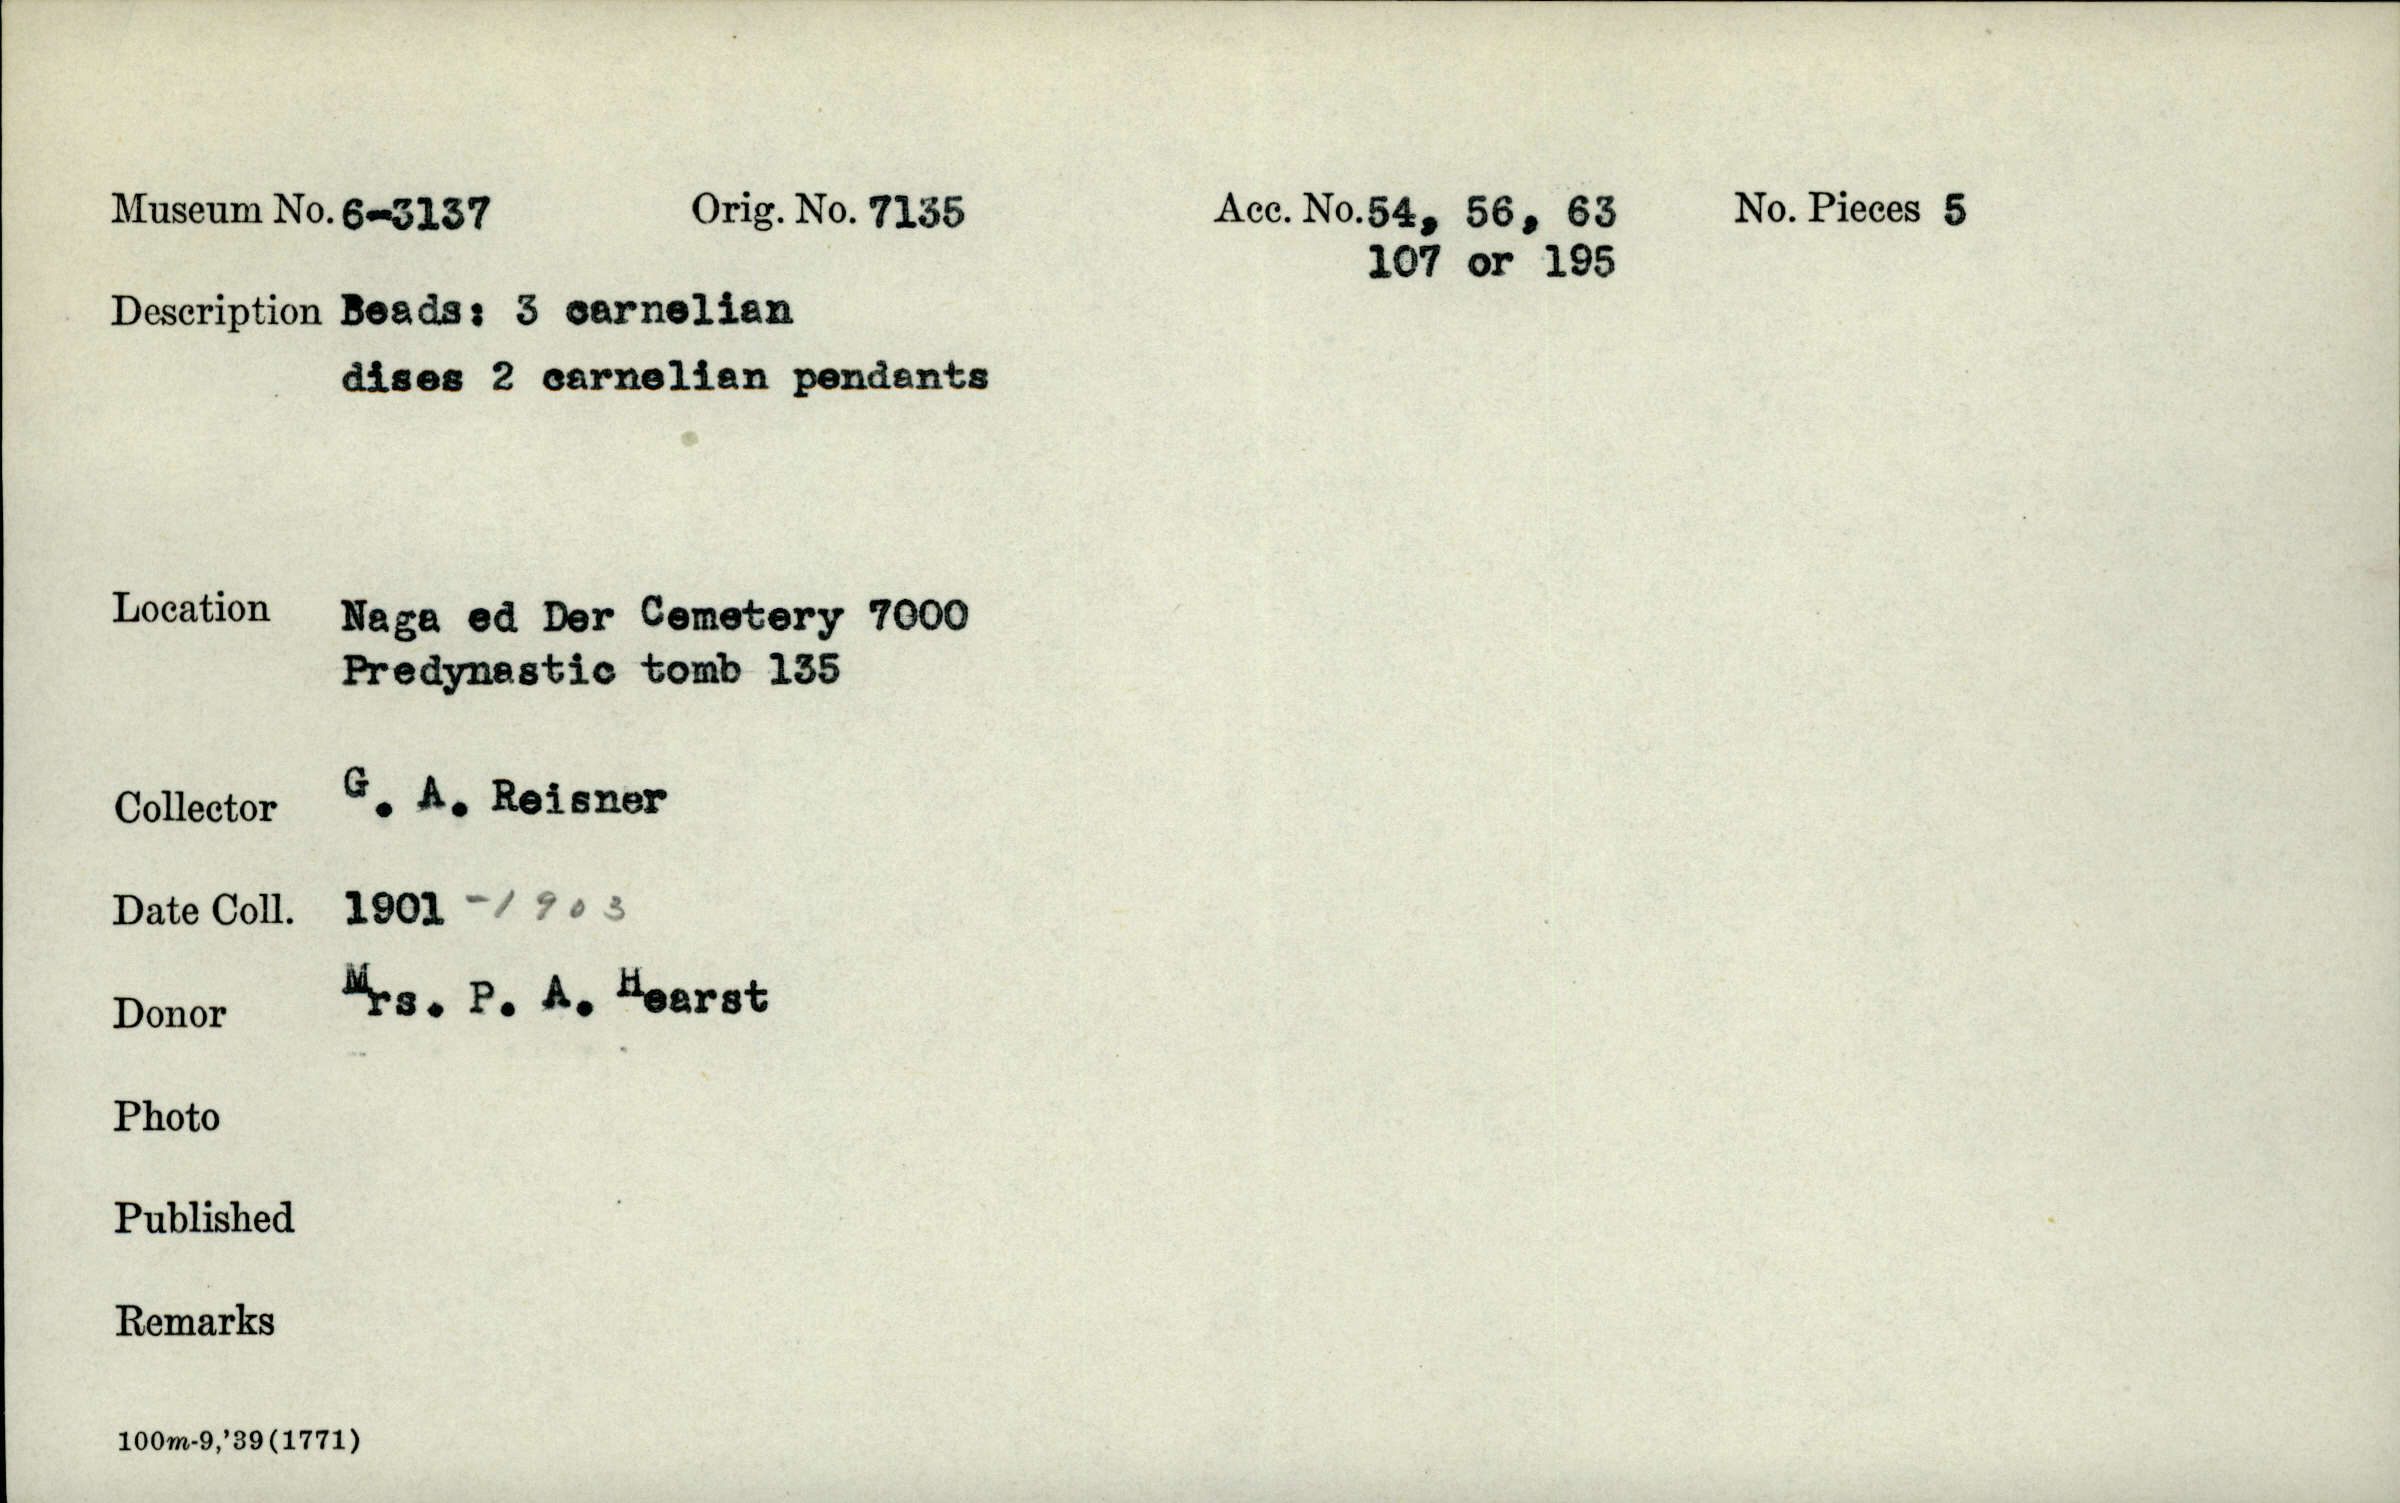 Museum No. 6-3137 Orig. No. 7135 Acc. No. 54, 56, 63 No. Pieces 5
107 or 195
Description Beads: 3 carnelian
dises 2 carnelian pendants
Location Naga ed Der Cemetery 7000
Predynastic tomb 135
Collector G. A. Reisner
Date Coll. 1901 -1903
Donor Mrs. P. A. Hearst
Photo
Published
Remarks
100m-9,'39(1771)